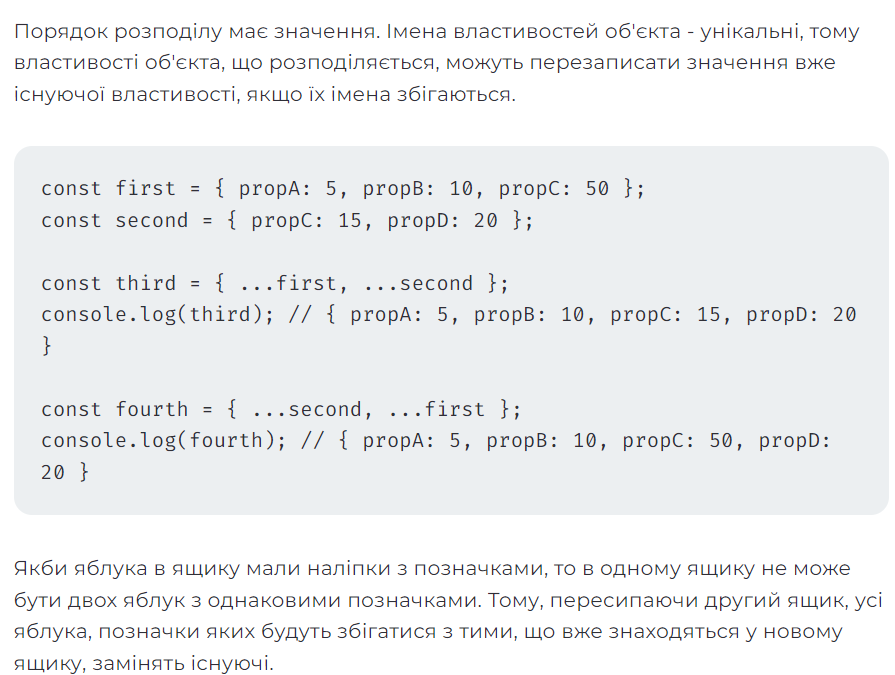 Порядок розподілу має значення. Імена властивостей об'єкта - унікальні, тому
властивості об'єкта, що розподіляється, можуть перезаписати значення вже
існуючої властивості, якщо їх імена збігаються.
const first = { propA: 5, propB: 10, propC: 50 };
const second = { propC: 15, propD: 20 };
const third = { ...first, ...second };
console.log(third); // { propA: 5, propB: 10, propC: 15, propD: 20
}
const fourth = { ...second, ...first };
console.log(fourth); // { propA: 5, propB: 10, propC: 50, propD:
20 }
Якби яблука в ящику мали наліпки з позначками, то в одному ящику не може
бути двох яблук з однаковими позначками. Тому, пересипаючи другий ящик, усі
яблука, позначки яких будуть збігатися з тими, що вже знаходяться у новому
ящику, замінять існуючі.